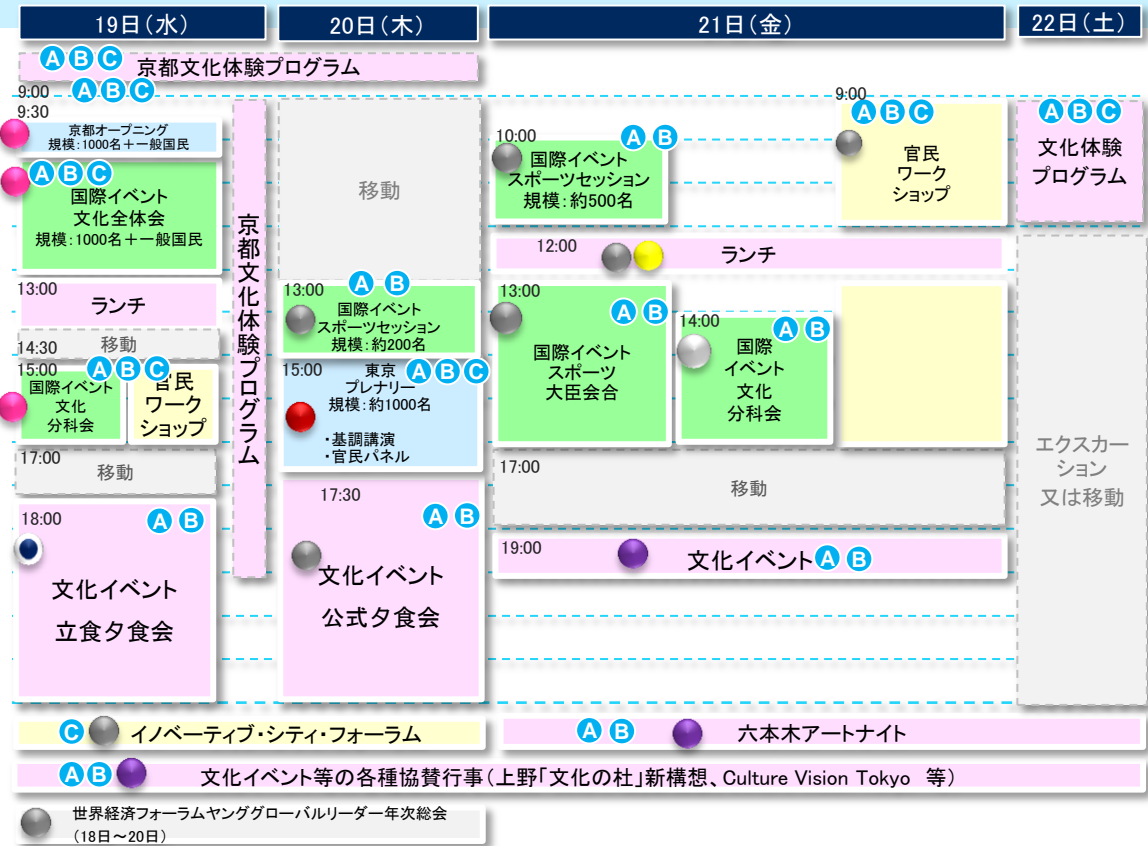 19日(水)
20日(木)
21日(金)
22日(土)
A B C 京都文化体験プログラム
9:00 A B C
9:30
京都オープニング
規模:1000名+一般国民
A B C
国際イベント
文化全体会
規模:1000名+一般国民
13:00
ランチ
14:30
移動
15:00
A B C
国際イベント
文化
分科会
官民
ワーク
ショップ
17:00
移動
18:00
A B
文化イベント
立食夕食会
京都文化体験プログラム
移動
13:00
A B
国際イベント
スポーツセッション
規模:約200名
15:00
東京
A B C
プレナリー
規模:約1000名
・基調講演
・官民パネル
17:30
A B
文化イベント
公式夕食会
10:00
A B
国際イベント
スポーツセッション
規模:約500名
9:00
A B C
官民
ワーク
ショップ
12:00
ランチ
13:00
A B
国際イベント
スポーツ
大臣会合
14:00
A B
国際
イベント
文化
分科会
17:00
移動
19:00
文化イベント A B
A B C
文化体験
プログラム
エクスカー
ション
又は移動
C イノベーティブ・シティ・フォーラム
A B 六本木アートナイト
A B 文化イベント等の各種協賛行事(上野「文化の杜」新構想、Culture Vision Tokyo 等)
世界経済フォーラムヤンググローバルリーダー年次総会
(18日~20日)